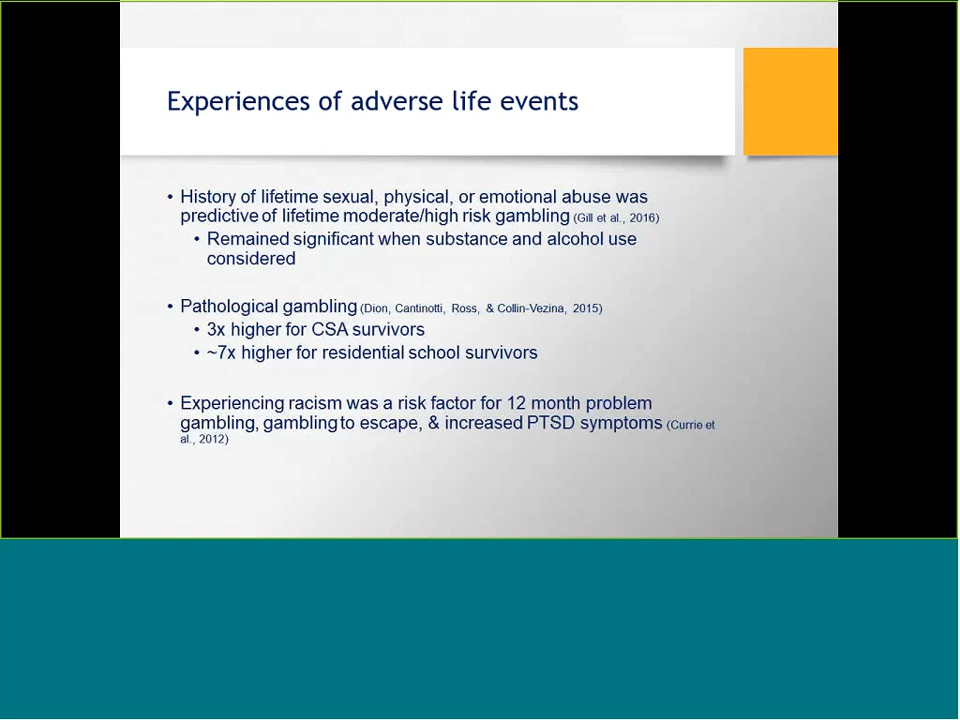 Experiences of adverse life events
• History of lifetime sexual, physical, or emotional abuse was
predictive of lifetime moderate/high risk gambling (Gill et al., 2016)
• Remained significant when substance and alcohol use
considered
• Pathological gambling (Dion, Cantinotti, Ross, & Collin-Vezina, 2015)
• 3x higher for CSA survivors
• ~7x higher for residential school survivors
• Experiencing racism was a risk factor for 12 month problem
gambling, gambling to escape, & increased PTSD symptoms (Currie et
al., 2012)